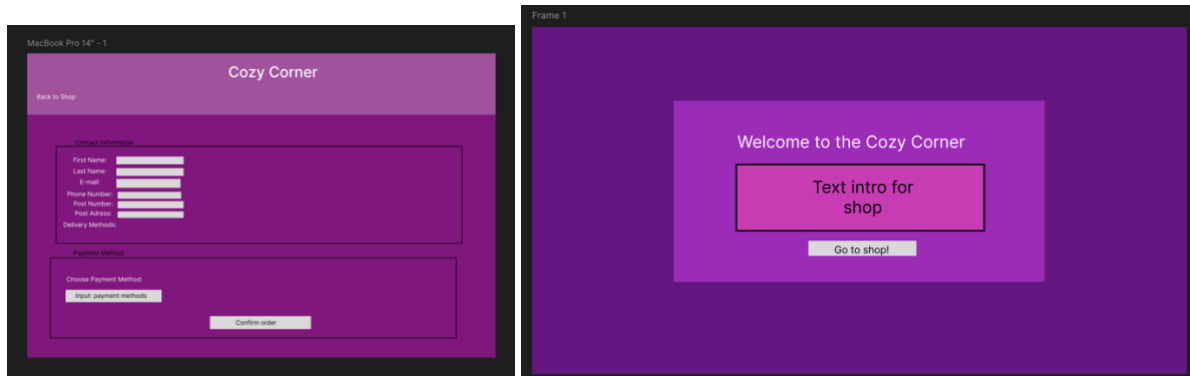 MacBook Pro 14" - 1
Cozy Corner
Back to Shop
Contact Information
First Name:
Last Name:
E-mail:
Phone Number:
Post Number:
Post Adress:
Delivery Methods:
Payment Method
Choose Payment Method:
Input: payment methods
Confirm order
Frame 1
Welcome to the Cozy Corner
Text intro for
shop
Go to shop!